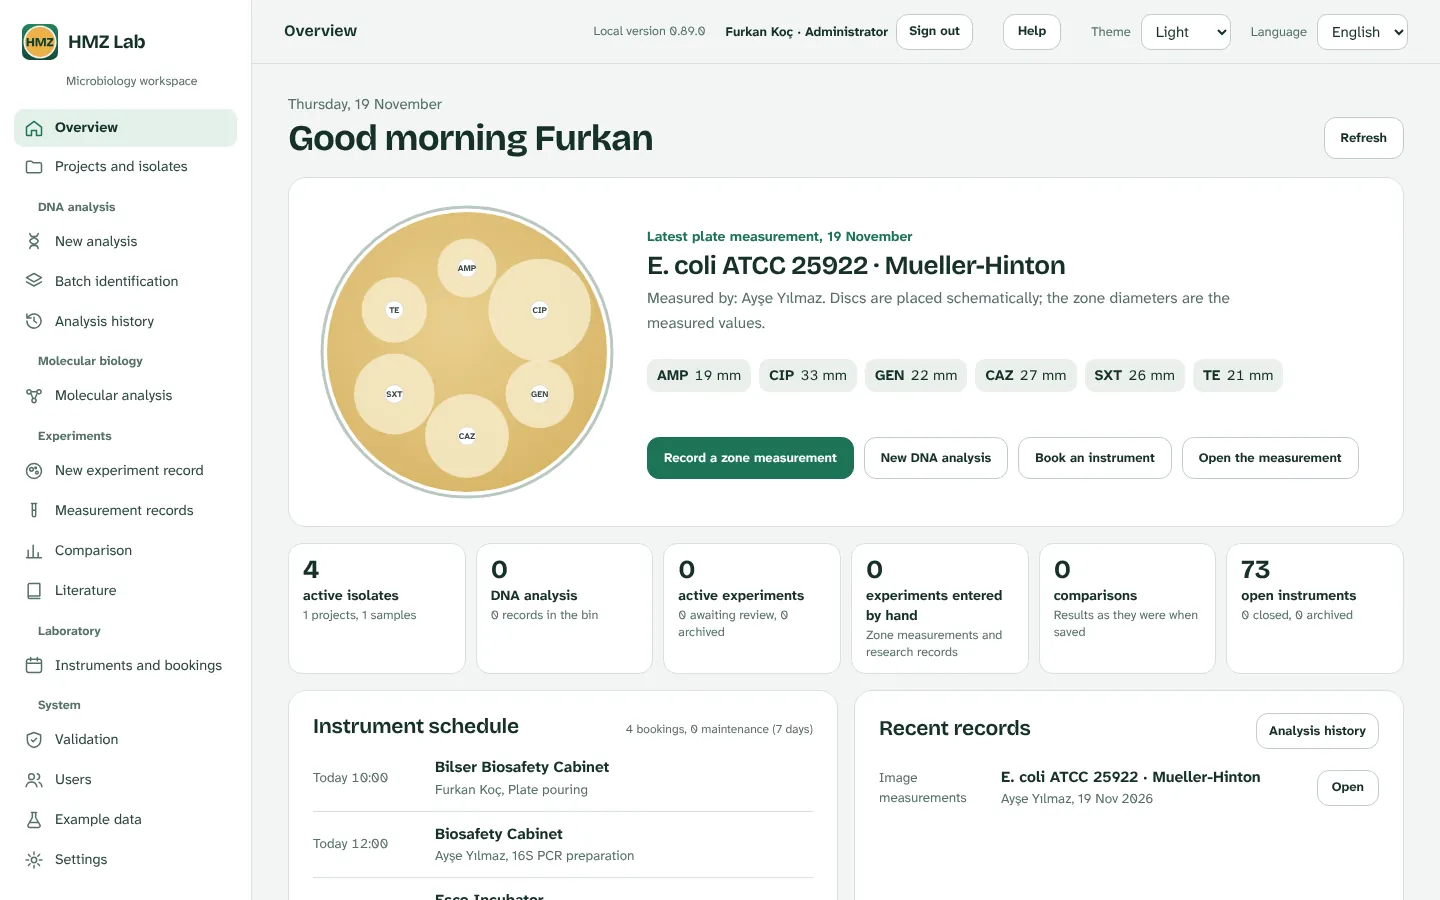 HMZ
HMZ Lab
Microbiology workspace
Overview
Projects and isolates
DNA analysis
New analysis
Batch identification
Analysis history
Molecular biology
Molecular analysis
Experiments
New experiment record
Measurement records
Comparison
Literature
Laboratory
Instruments and bookings
System
Validation
Users
Example data
Settings
Overview
Local version 0.89.0
Furkan Koç · Administrator
Sign out
Help
Theme
Light
Language
English
Thursday, 19 November
Good morning Furkan
Refresh
AMP
TE
CIP
SXT
GEN
CAZ
Latest plate measurement, 19 November
E. coli ATCC 25922 · Mueller-Hinton
Measured by: Ayşe Yılmaz. Discs are placed schematically; the zone diameters are the
measured values.
AMP 19 mm
CIP 33 mm
GEN 22 mm
CAZ 27 mm
SXT 26 mm
TE 21 mm
Record a zone measurement
New DNA analysis
Book an instrument
Open the measurement
4
active isolates
1 projects, 1 samples
0
DNA analysis
0 records in the bin
0
active experiments
0 awaiting review, 0
archived
0
experiments entered
by hand
Zone measurements and
research records
0
comparisons
Results as they were when
saved
73
open instruments
0 closed, 0 archived
Instrument schedule
4 bookings, 0 maintenance (7 days)
Today 10:00
Bilser Biosafety Cabinet
Furkan Koç, Plate pouring
Today 12:00
Biosafety Cabinet
Ayşe Yılmaz, 16S PCR preparation
Esco Incubator
Recent records
Analysis history
Image
measurements
E. coli ATCC 25922 · Mueller-Hinton
Ayşe Yılmaz, 19 Nov 2026
Open